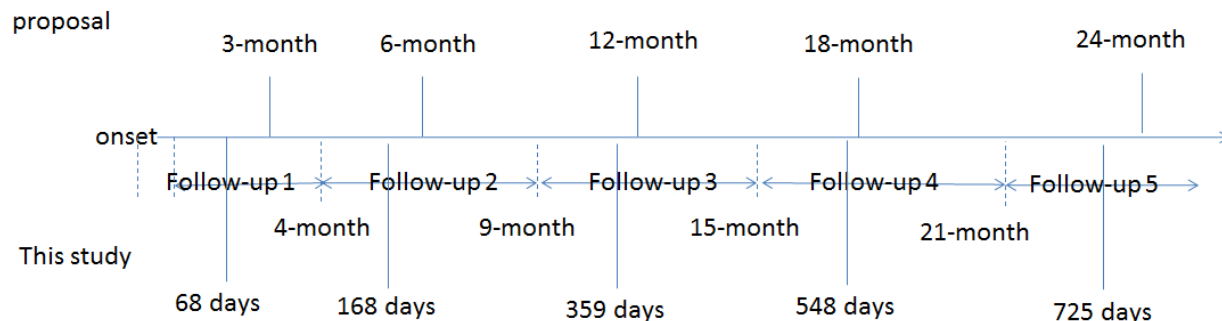 proposal
3-month
6-month
12-month
18-month
24-month
onset
Follow-up 1
Follow-up 2
Follow-up 3
Follow-up 4
Follow-up 5
4-month
9-month
15-month
21-month
This study
68 days
168 days
359 days
548 days
725 days